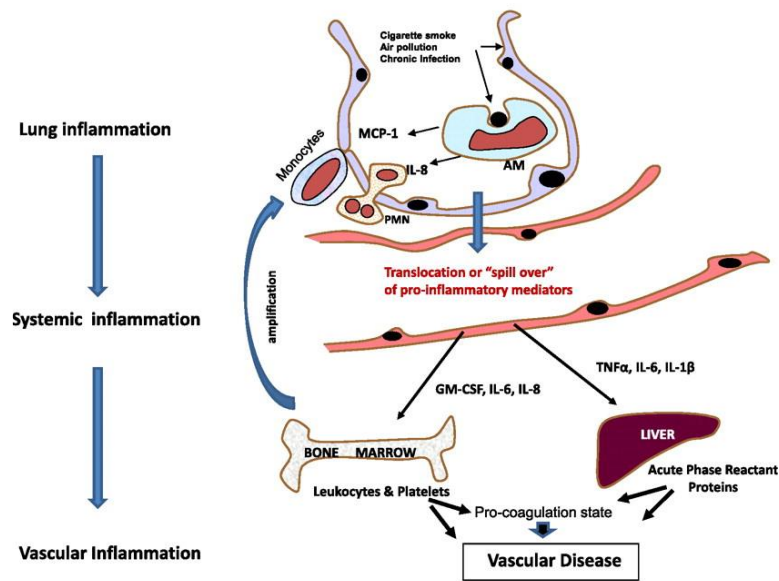 Cigarette smoke
Air pollution
Chronic Infection
Lung inflammation
MCP-1
Monocytes
IL-8
AM
PMN
Translocation or “spill over”
of pro-inflammatory mediators
amplification
Systemic inflammation
TNFα, IL-6, IL-1β
GM-CSF, IL-6, IL-8
LIVER
BONE MARROW
Acute Phase Reactant
Proteins
Leukocytes & Platelets
Pro-coagulation state
Vascular Inflammation
Vascular Disease